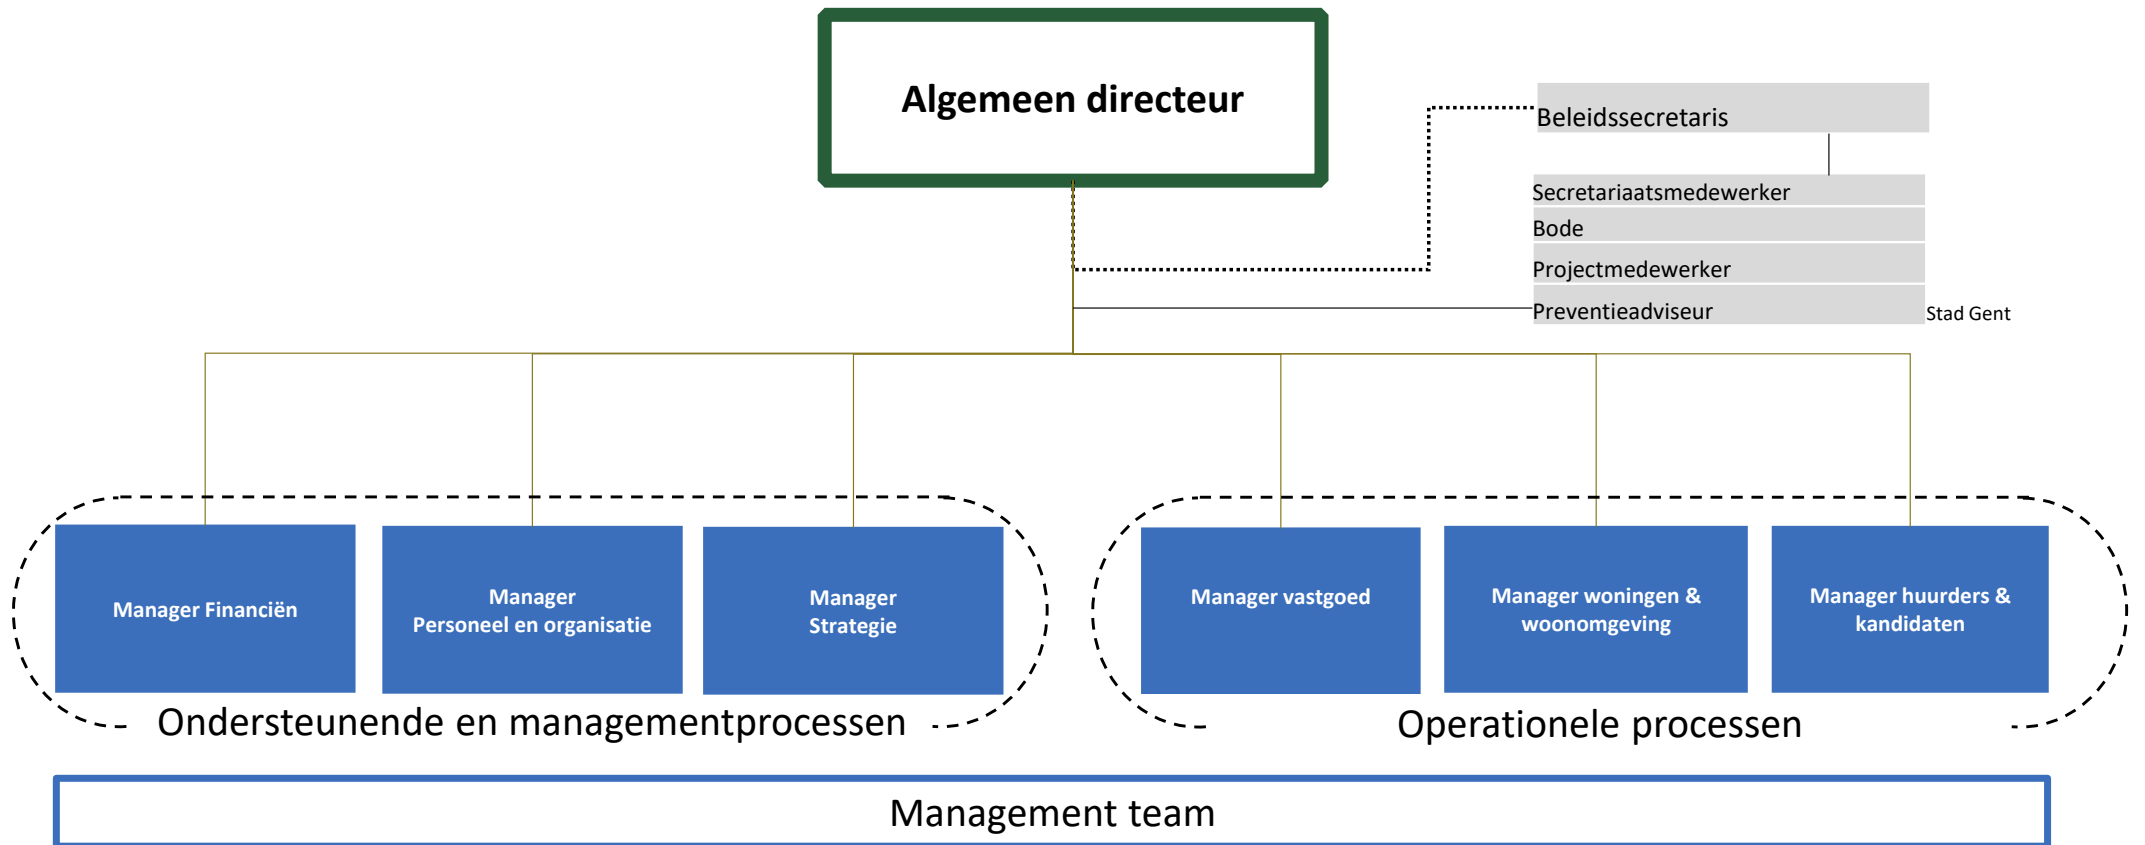 Algemeen directeur
Beleidssecretaris
Secretariaatsmedewerker
Bode
Projectmedewerker
Preventieadviseur
Stad Gent
Manager Financiën
Manager
Personeel en organisatie
Manager
Strategie
Manager vastgoed
Manager woningen &
woonomgeving
Manager huurders &
kandidaten
Ondersteunende en managementprocessen
Operationele processen
Management team